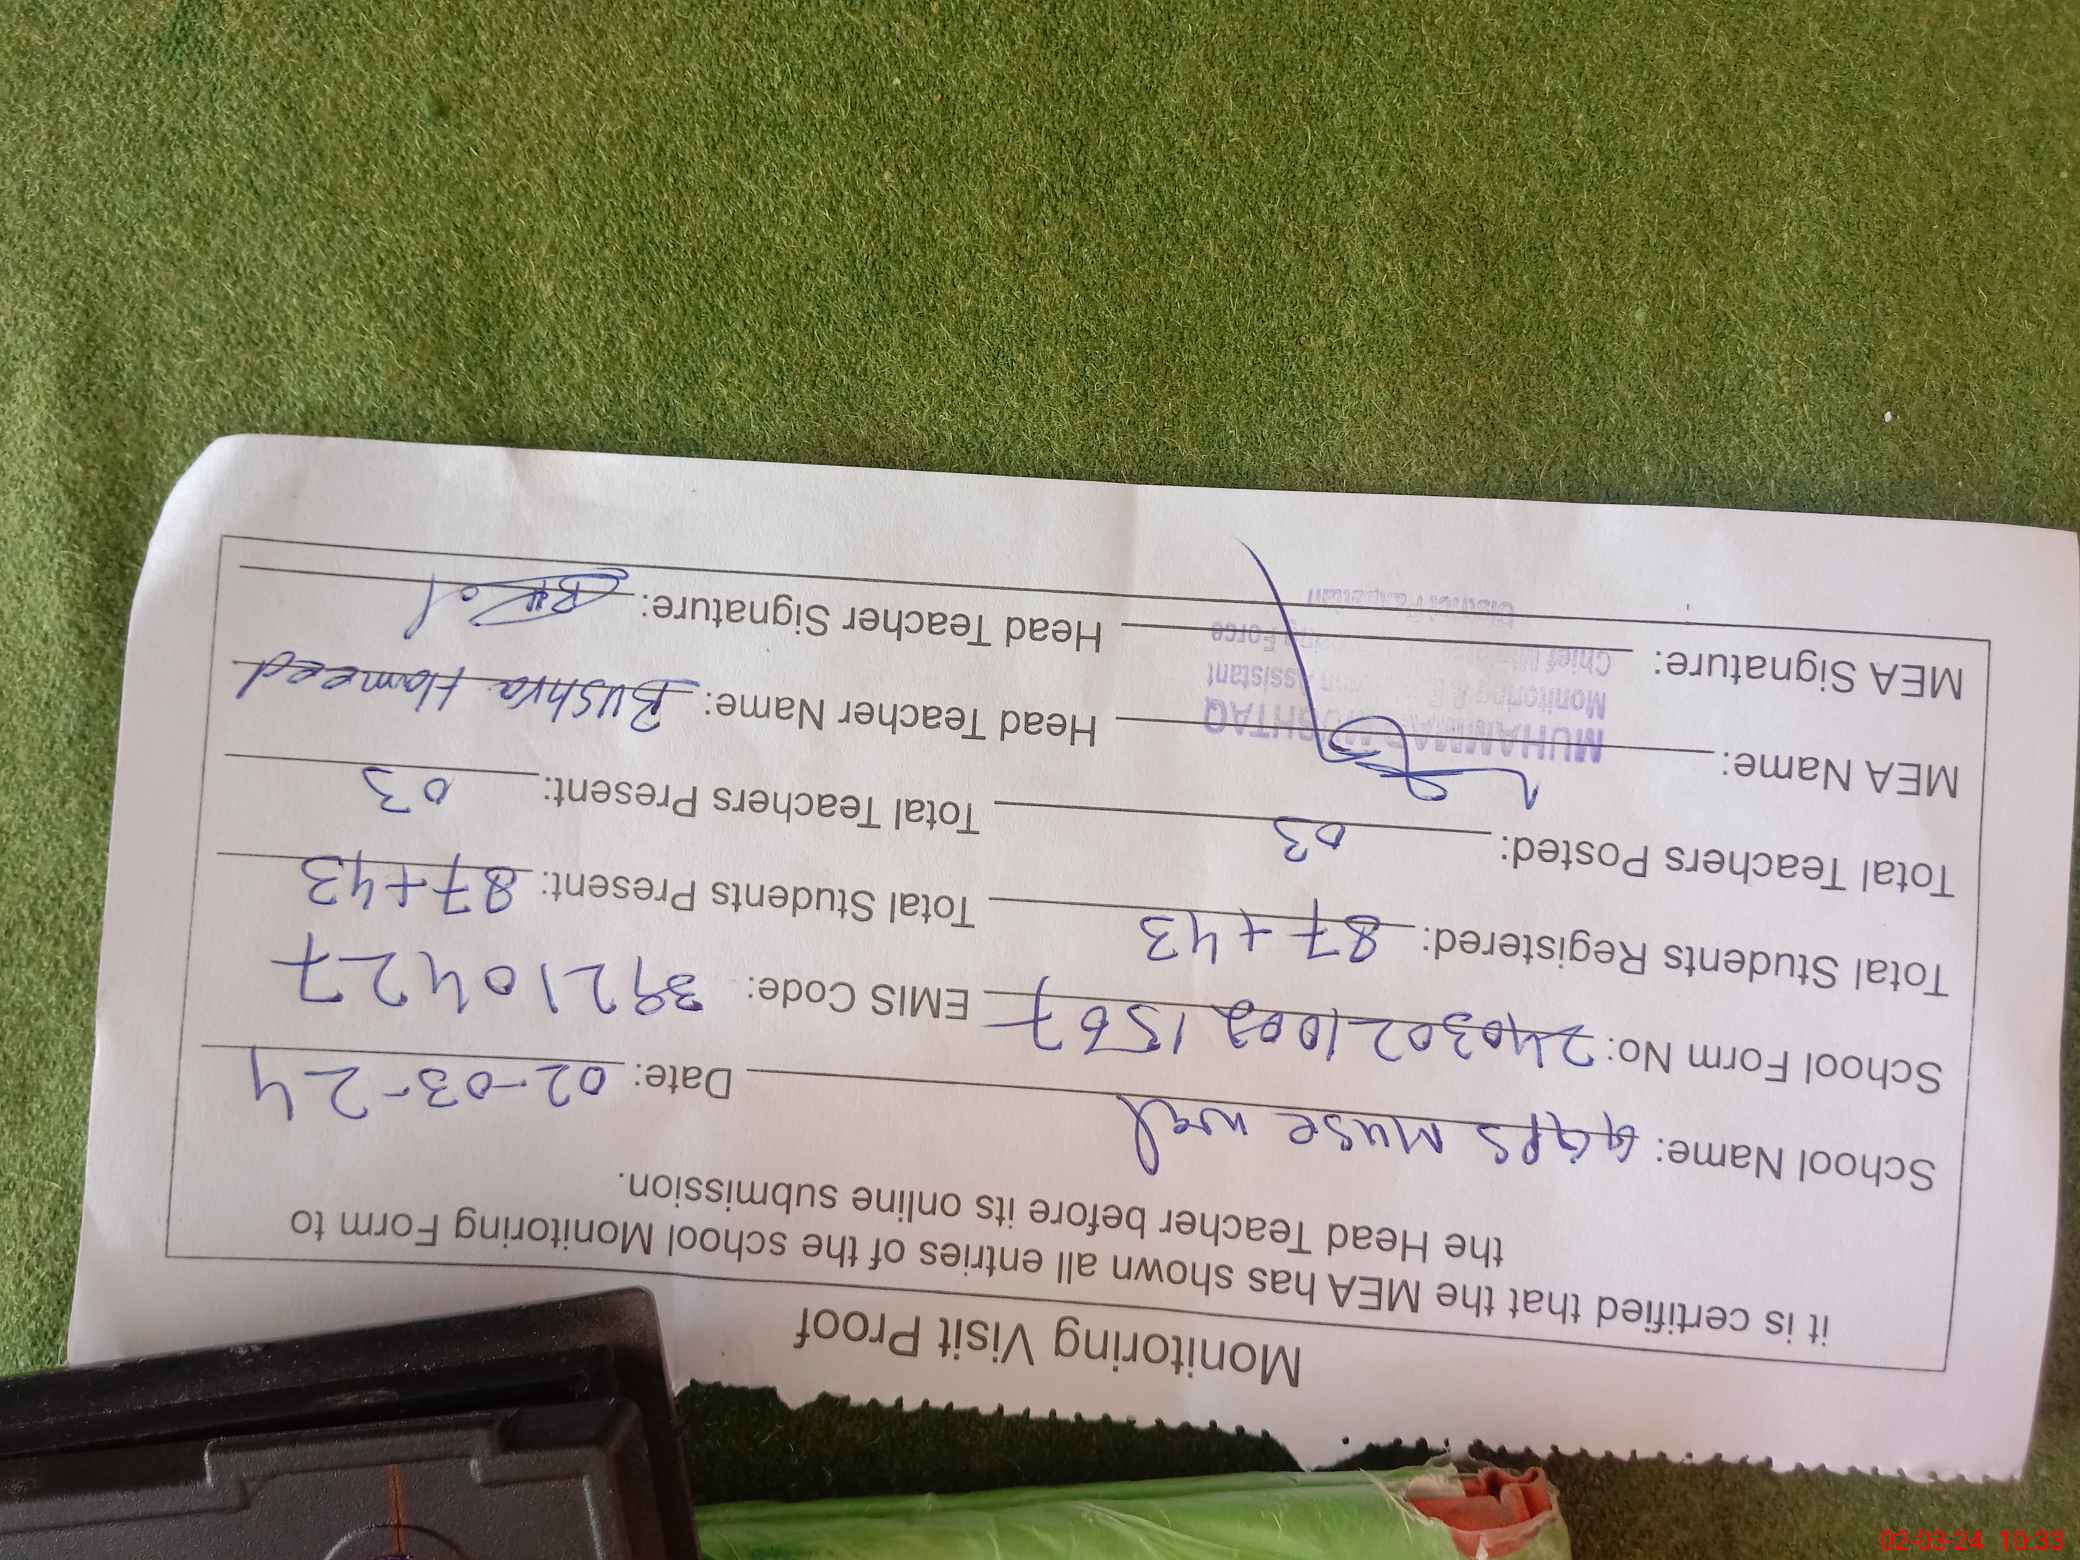 Monitoring Visit Proof
it is certified that the MEA has shown all entries of the school Monitoring Form to
the Head Teacher before its online submission.
School Name: GGPS Muse wal Date: 02-03-24
School Form No: EMIS Code: 39210427
Total Students Registered: 87+43 Total Students Present: 87+43
Total Teachers Posted: 03 Total Teachers Present: 03
MEA Name: MUHAMMAD MUSHTAQ Head Teacher Name: Bushra Hameed
Monitoring & Assistant
Chief Force
MEA Signature: Head Teacher Signature:
District
02-03-24 10:33